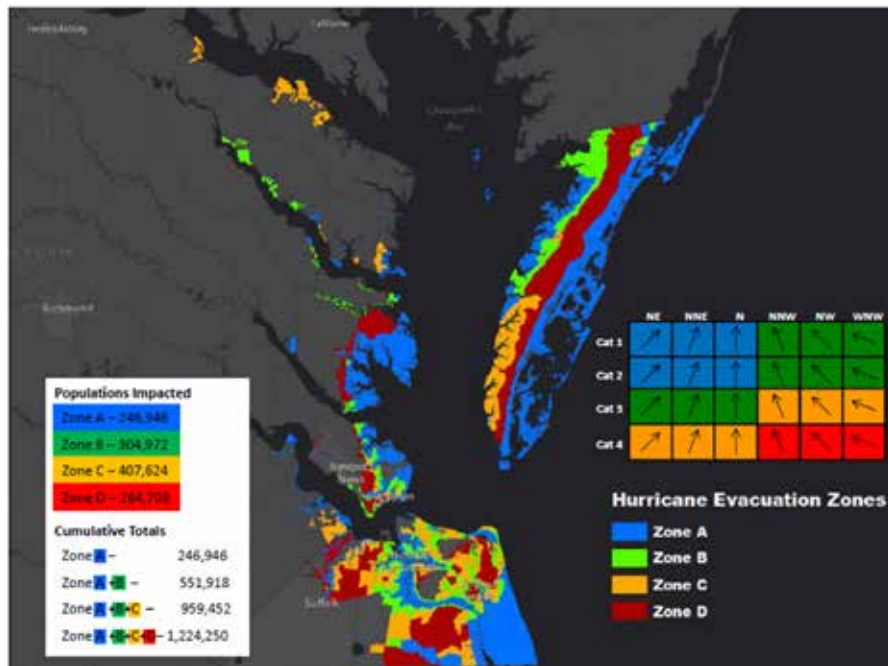 Richmond
Suffolk
NE NNE N NNW NW WNW
Cat 1
Cat 2
Cat 3
Cat 4
Populations Impacted
Zone A – 246,946
Zone B – 304,972
Zone C – 407,624
Zone D – 264,708
Cumulative Totals
Zone A – 246,946
Zone A+B – 551,918
Zone A+B+C – 959,452
Zone A+B+C+D – 1,224,250
Hurricane Evacuation Zones
Zone A
Zone B
Zone C
Zone D